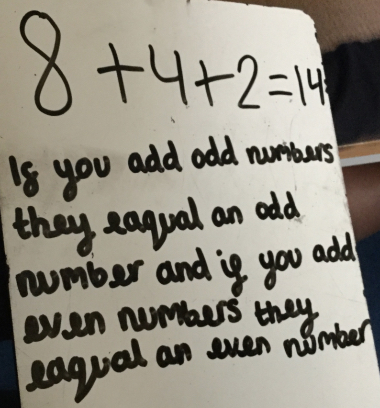 8+4+2=14
If you add odd numbers
they eaqual an odd
number and if you add
even numbers they
eaqual an even number